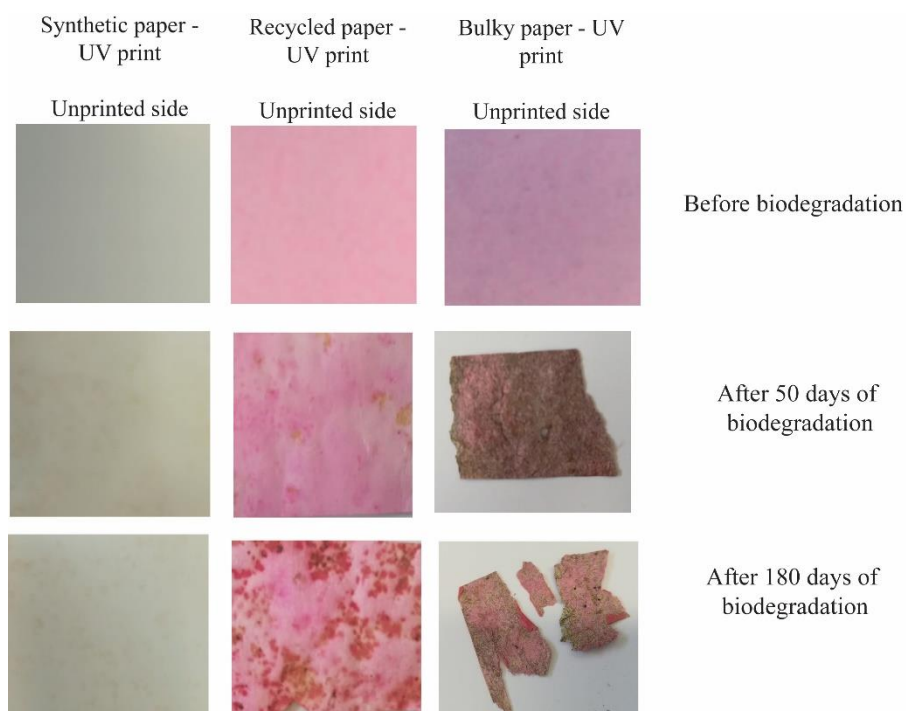 Synthetic paper -
UV print
Recycled paper -
UV print
Bulky paper - UV
print
Unprinted side
Unprinted side
Unprinted side
Before biodegradation
After 50 days of
biodegradation
After 180 days of
biodegradation